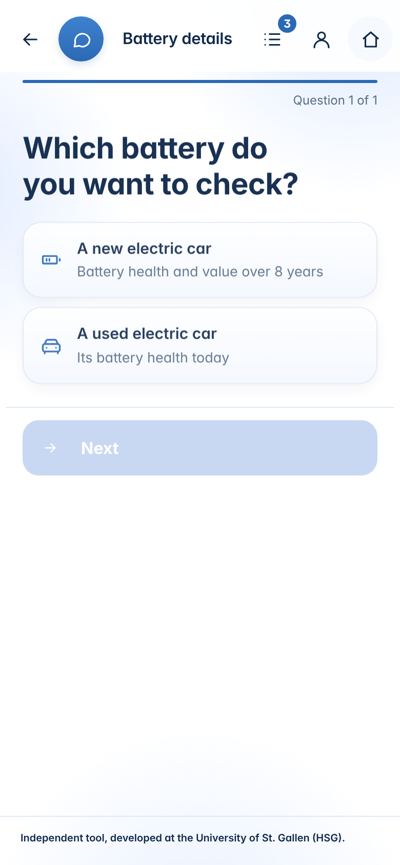 Battery details
3
Question 1 of 1
Which battery do
you want to check?
A new electric car
Battery health and value over 8 years
A used electric car
Its battery health today
Next
Independent tool, developed at the University of St. Gallen (HSG).